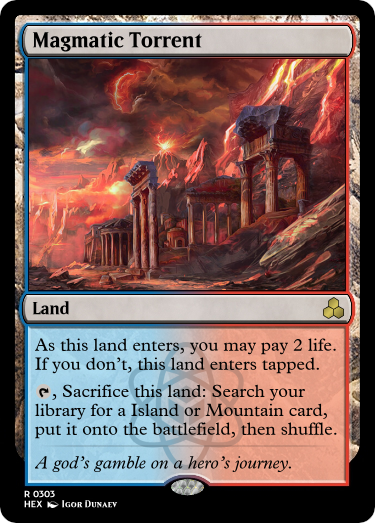 Magmatic Torrent
Land
As this land enters, you may pay 2 life.
If you don't, this land enters tapped.
, Sacrifice this land: Search your
library for a Island or Mountain card,
put it onto the battlefield, then shuffle.
A god's gamble on a hero's journey.
R 0303
HEX Igor Dunaev